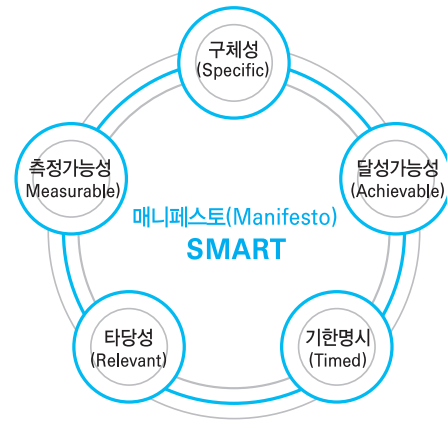 구체성
(Specific)
측정가능성
Measurable)
달성가능성
(Achievable)
매니페스토(Manifesto)
SMART
타당성
(Relevant)
기한명시
(Timed)